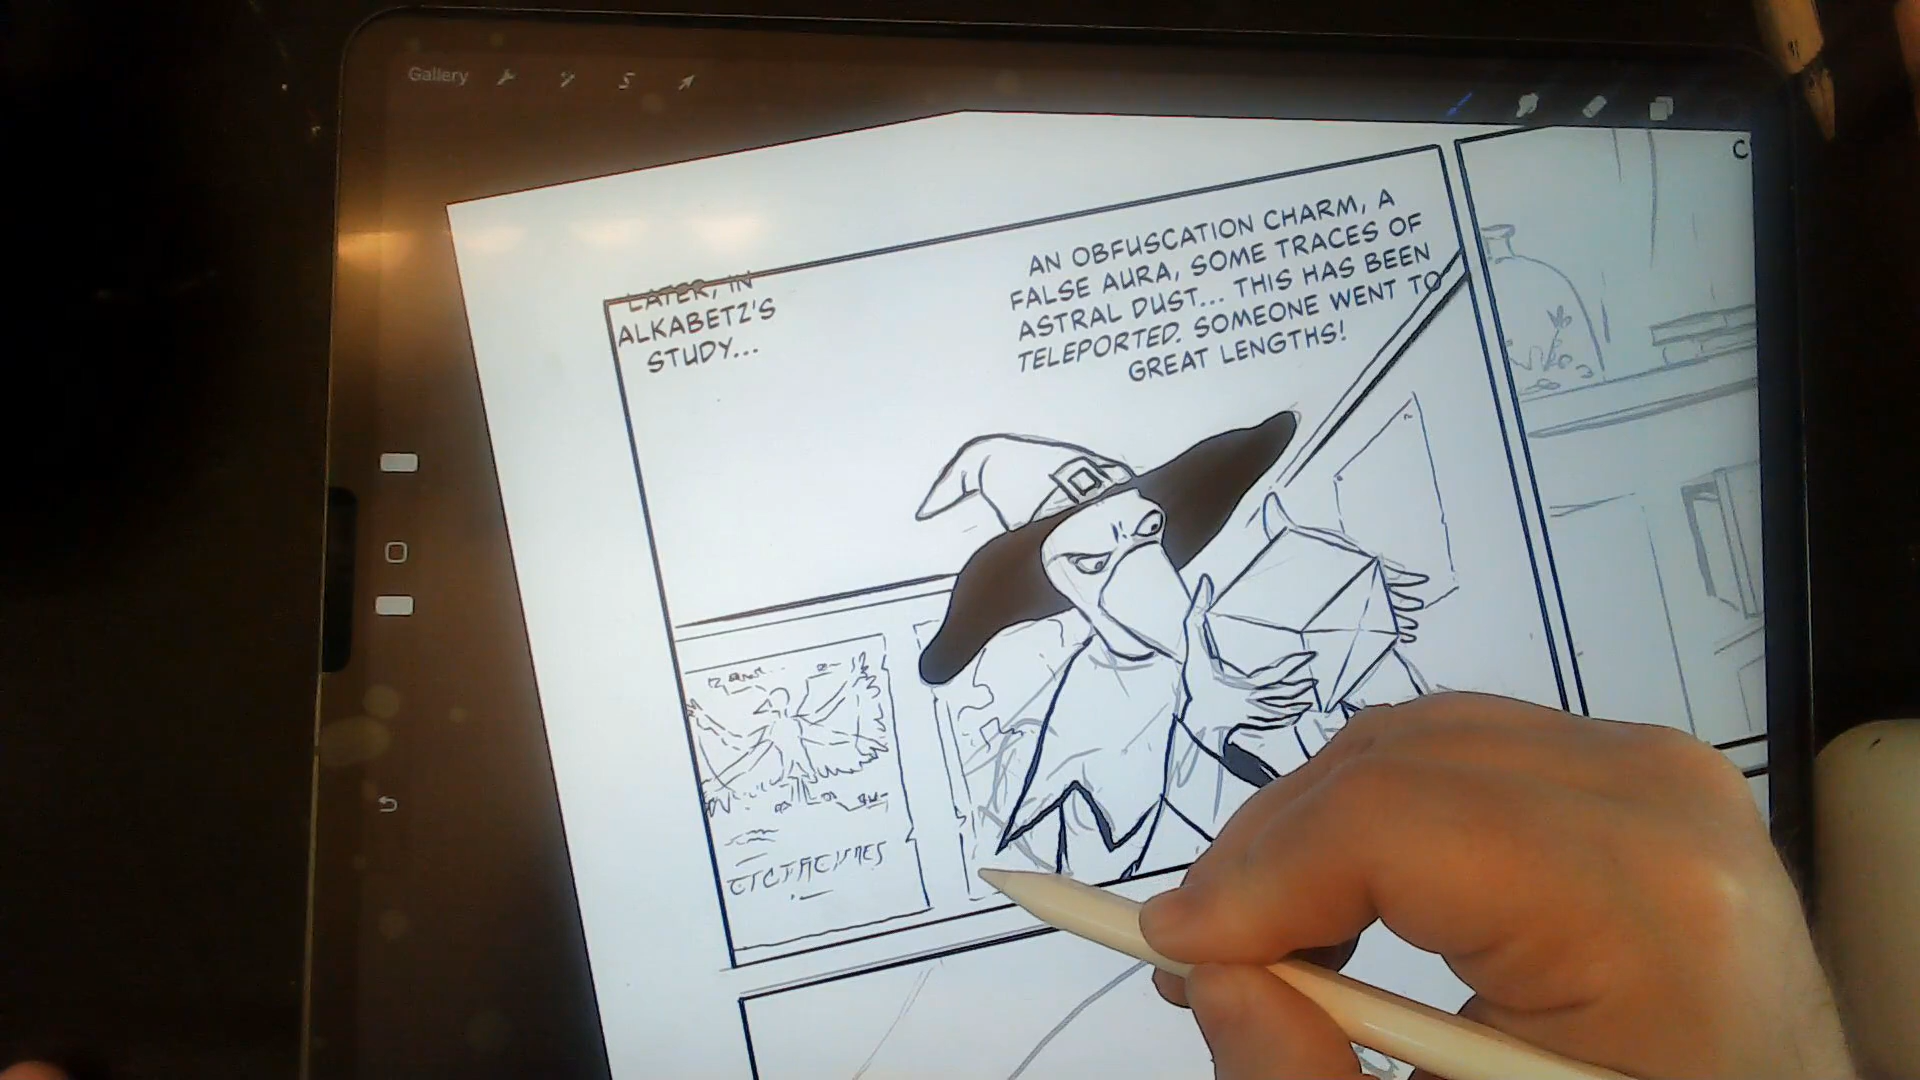 Gallery
LATER, IN
ALKABETZ'S
STUDY...
AN OBFUSCATION CHARM, A
FALSE AURA, SOME TRACES OF
ASTRAL DUST... THIS HAS BEEN
TELEPORTED. SOMEONE WENT TO
GREAT LENGTHS!
C